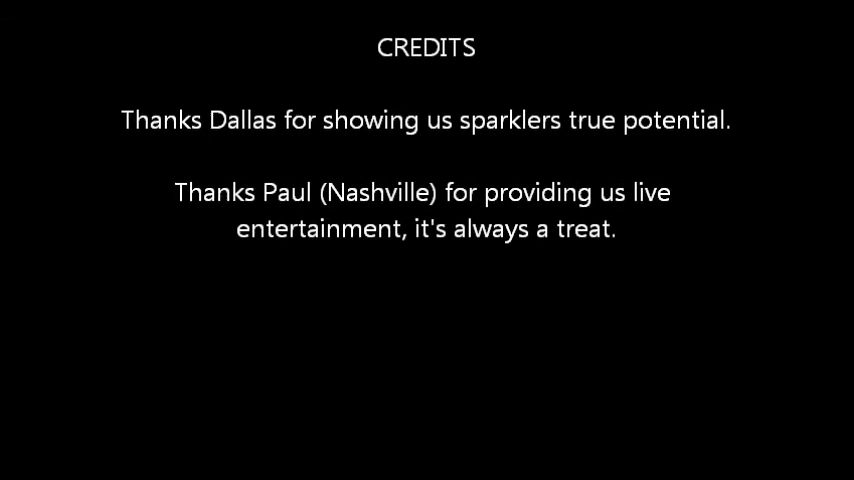 CREDITS
Thanks Dallas for showing us sparklers true potential.
Thanks Paul (Nashville) for providing us live
entertainment, it's always a treat.